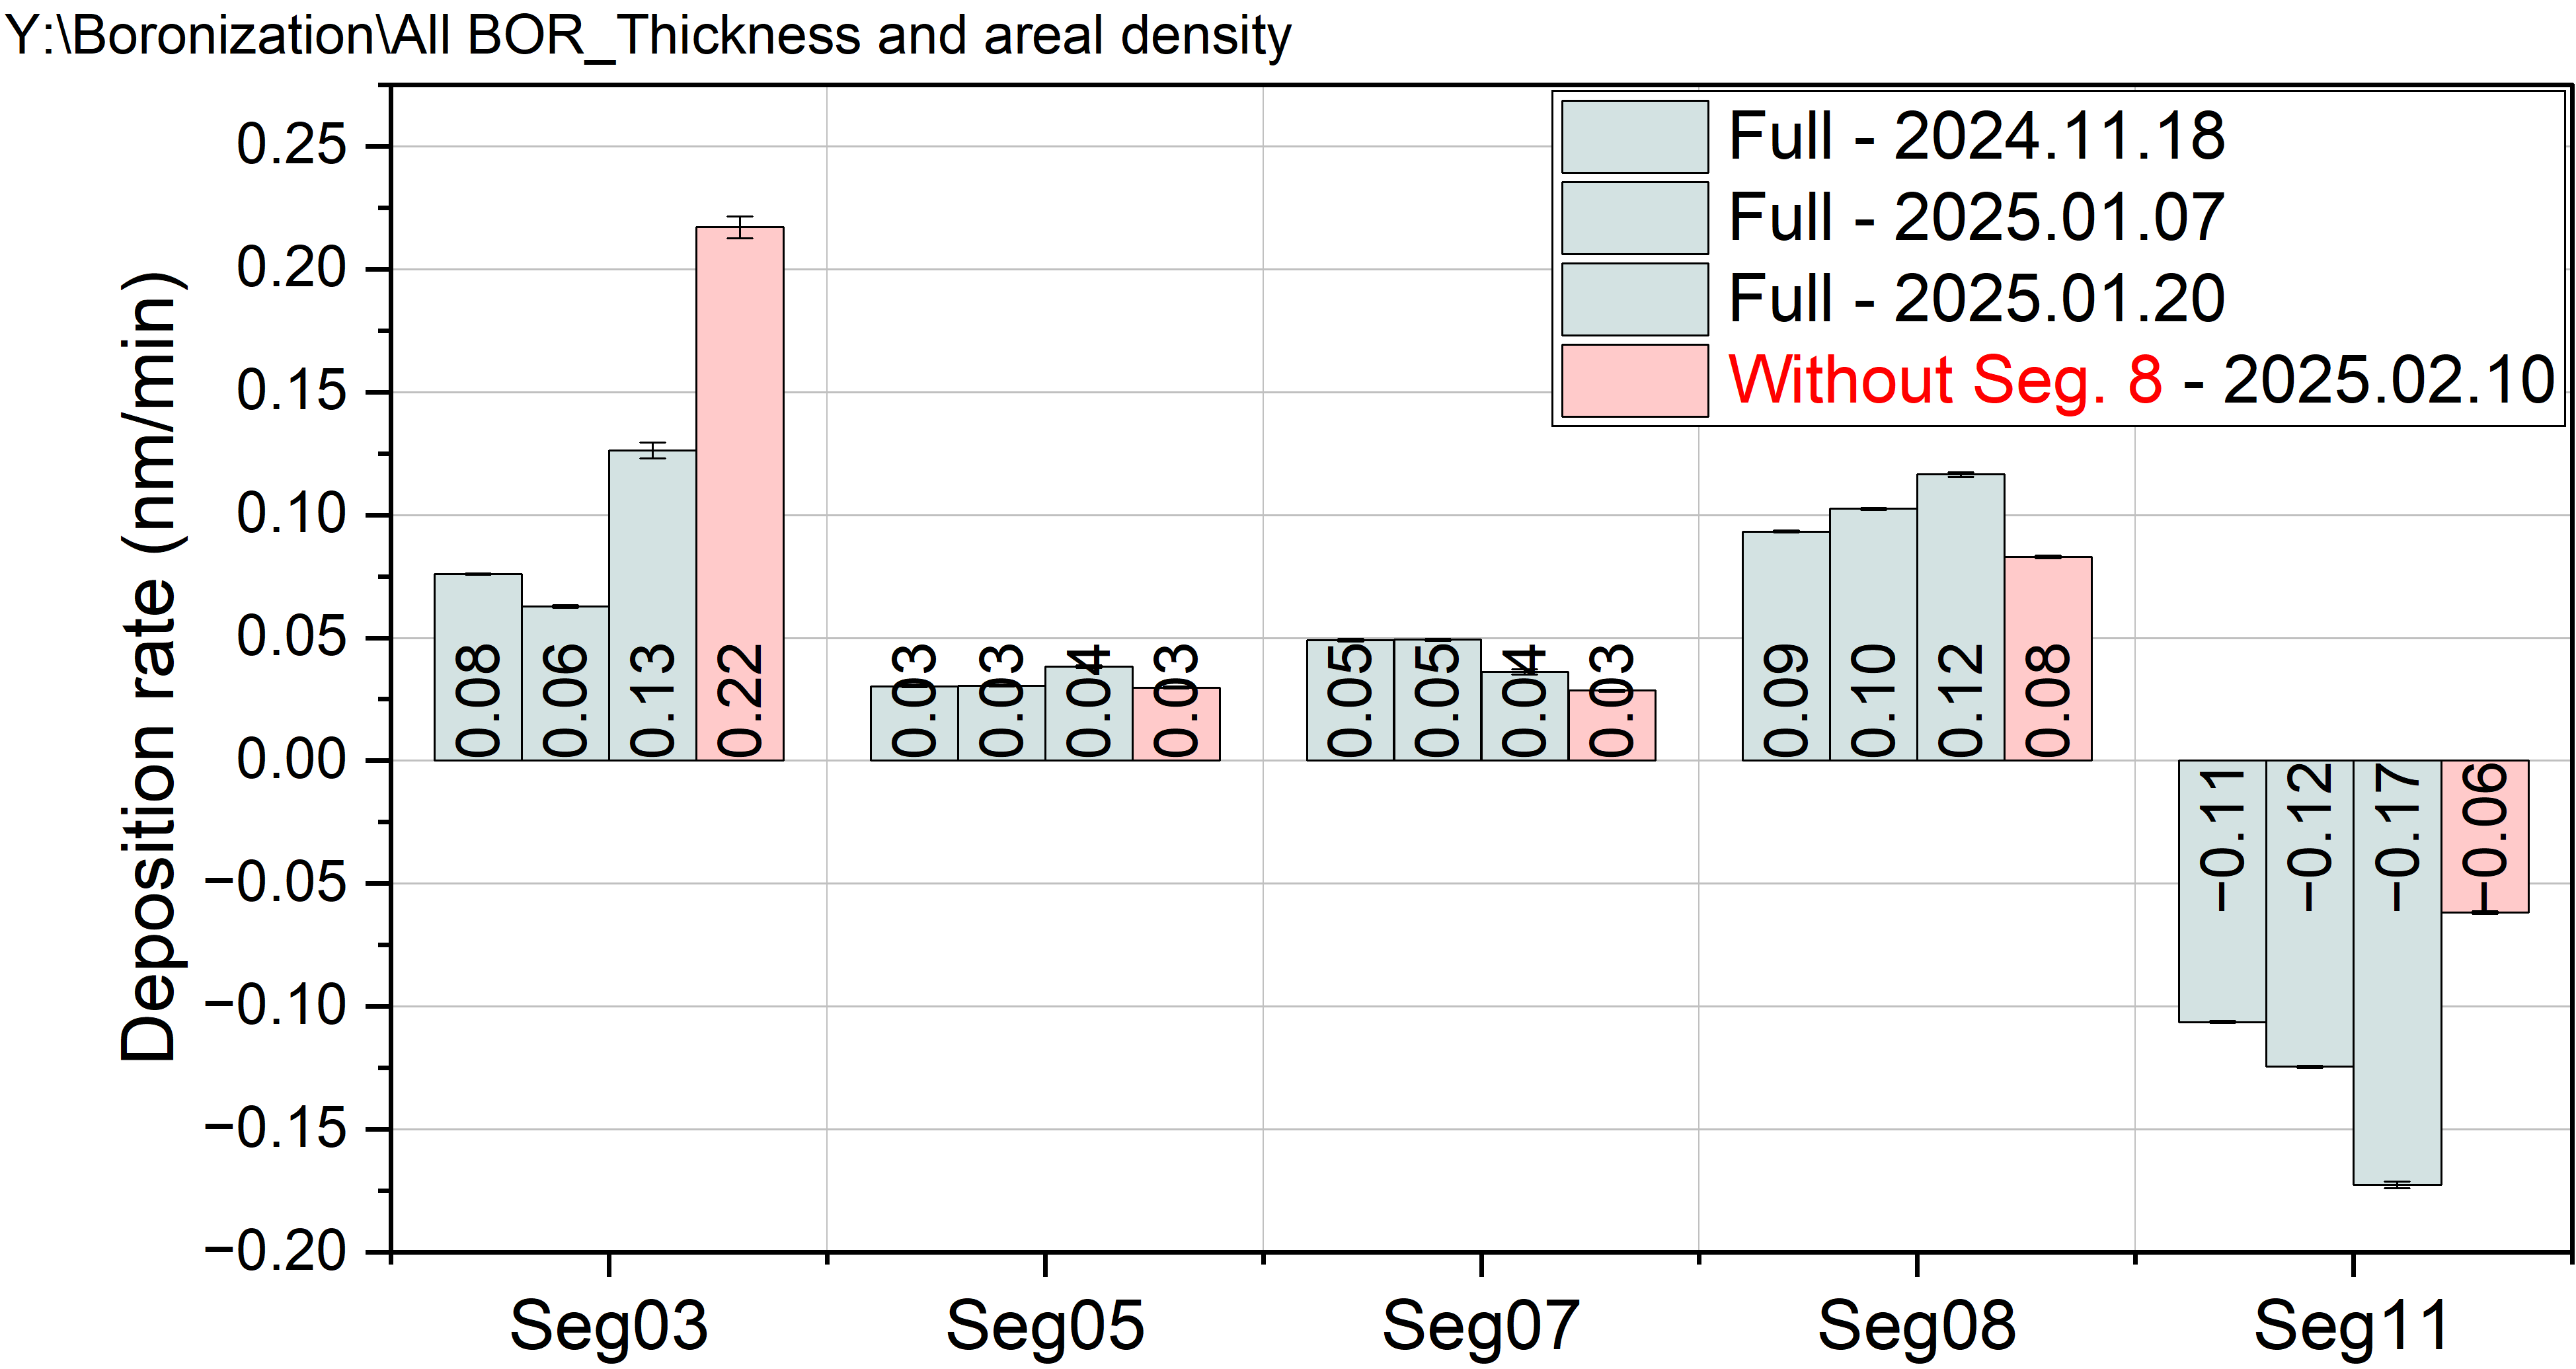 Y:\Boronization\All BOR_Thickness and areal density
Full - 2024.11.18
Full - 2025.01.07
Full - 2025.01.20
Without Seg. 8 - 2025.02.10
Deposition rate (nm/min)
0.25
0.20
0.15
0.10
0.05
0.00
−0.05
−0.10
−0.15
−0.20
0.08
0.06
0.13
0.22
0.03
0.03
0.04
0.03
0.05
0.05
0.04
0.03
0.09
0.10
0.12
0.08
−0.11
−0.12
−0.17
−0.06
Seg03
Seg05
Seg07
Seg08
Seg11